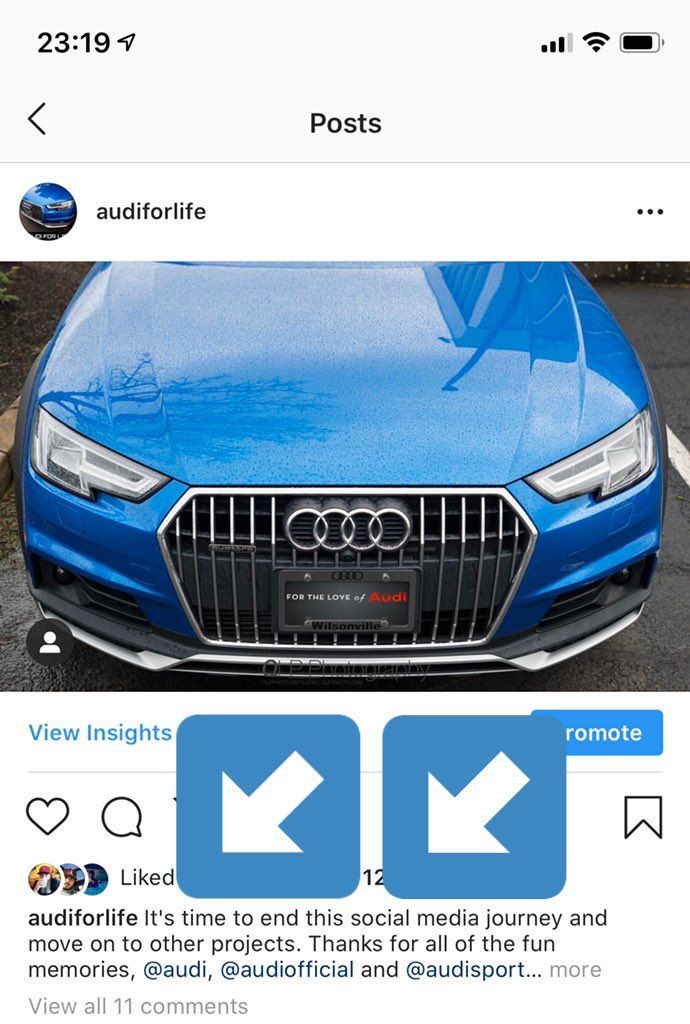 23:19
Posts
audiforlife
quattro
FOR THE LOVE of Audi
Wilsonville
Photography
View Insights
romote
Liked
12
audiforlife It's time to end this social media journey and
move on to other projects. Thanks for all of the fun
memories, @audi, @audiofficial and @audisport... more
View all 11 comments